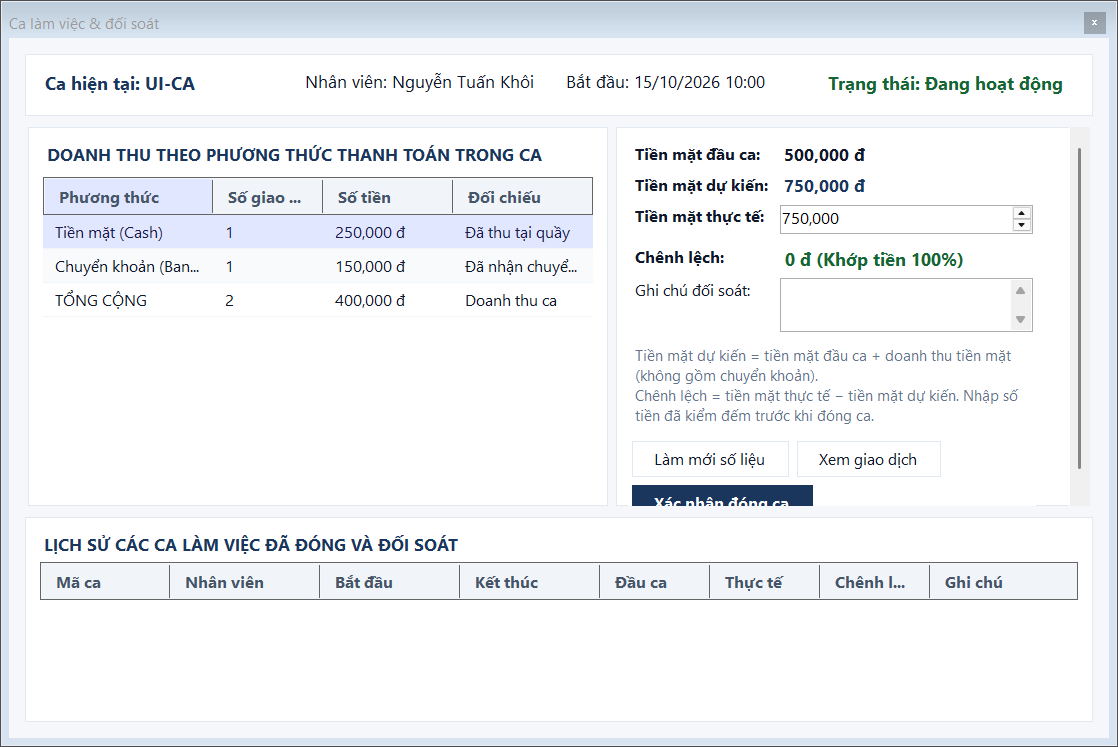 Ca làm việc & đối soát
Ca hiện tại: UI-CA
Nhân viên: Nguyễn Tuấn Khôi
Bắt đầu: 15/10/2026 10:00
Trạng thái: Đang hoạt động
DOANH THU THEO PHƯƠNG THỨC THANH TOÁN TRONG CA
Phương thức Số giao ... Số tiền Đối chiếu
Tiền mặt (Cash) 1 250,000 đ Đã thu tại quầy
Chuyển khoản (Ban... 1 150,000 đ Đã nhận chuyể...
TỔNG CỘNG 2 400,000 đ Doanh thu ca
Tiền mặt đầu ca: 500,000 đ
Tiền mặt dự kiến: 750,000 đ
Tiền mặt thực tế: 750,000
Chênh lệch: 0 đ (Khớp tiền 100%)
Ghi chú đối soát:
Tiền mặt dự kiến = tiền mặt đầu ca + doanh thu tiền mặt
(không gồm chuyển khoản).
Chênh lệch = tiền mặt thực tế − tiền mặt dự kiến. Nhập số
tiền đã kiểm đếm trước khi đóng ca.
Làm mới số liệu Xem giao dịch
Xác nhận đóng ca
LỊCH SỬ CÁC CA LÀM VIỆC ĐÃ ĐÓNG VÀ ĐỐI SOÁT
Mã ca Nhân viên Bắt đầu Kết thúc Đầu ca Thực tế Chênh l... Ghi chú